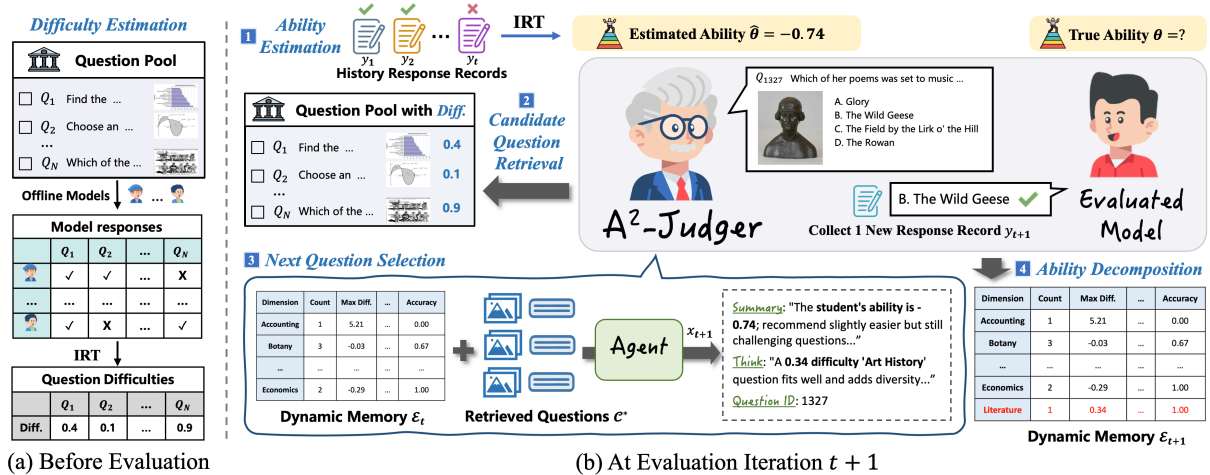 Difficulty Estimation
Question Pool
Q1 Find the ...
Q2 Choose an ...
...
QN Which of the ...
Offline Models ...
Model responses
Q1 Q2 ... QN
✓ ✓ ... X
... ... ... ... ...
✓ X ... ✓
IRT
Question Difficulties
Q1 Q2 ... QN
Diff. 0.4 0.1 ... 0.9
(a) Before Evaluation
1 Ability
Estimation
y1 y2 ... yt
History Response Records
IRT
Estimated Ability θ̂ = −0.74
True Ability θ =?
Question Pool with Diff.
Q1 Find the ... 0.4
Q2 Choose an ... 0.1
...
QN Which of the ... 0.9
2
Candidate
Question
Retrieval
Q1327 Which of her poems was set to music ...
A. Glory
B. The Wild Geese
C. The Field by the Lirk o' the Hill
D. The Rowan
B. The Wild Geese
Collect 1 New Response Record yt+1
A²-Judger
Evaluated
Model
3 Next Question Selection
Dimension Count Max Diff. ... Accuracy
Accounting 1 5.21 ... 0.00
Botany 3 -0.03 ... 0.67
... ... ... ... ...
Economics 2 -0.29 ... 1.00
Dynamic Memory ℰt
Retrieved Questions 𝒞*
Agent
xt+1
Summary: "The student's ability is -
0.74; recommend slightly easier but still
challenging questions..."
Think: "A 0.34 difficulty 'Art History'
question fits well and adds diversity..."
Question ID: 1327
4 Ability Decomposition
Dimension Count Max Diff. ... Accuracy
Accounting 1 5.21 ... 0.00
Botany 3 -0.03 ... 0.67
... ... ... ... ...
Economics 2 -0.29 ... 1.00
Literature 1 0.34 ... 1.00
Dynamic Memory ℰt+1
(b) At Evaluation Iteration t + 1